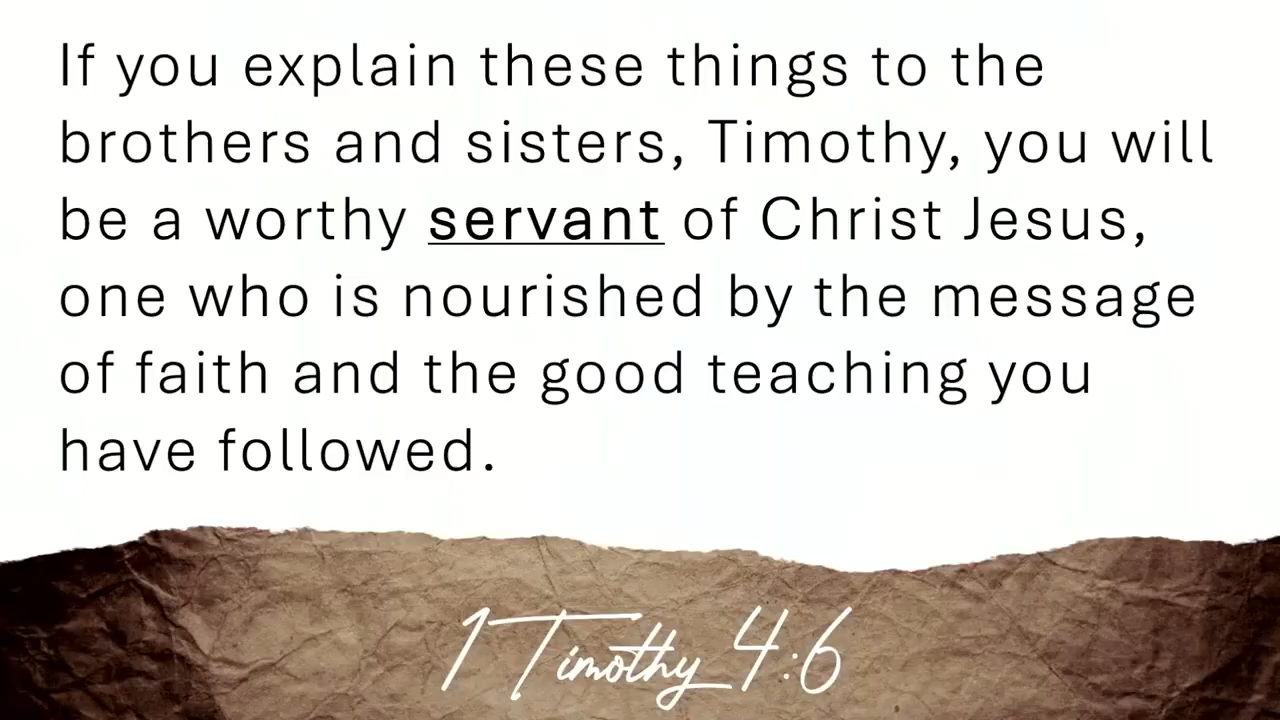 If you explain these things to the
brothers and sisters, Timothy, you will
be a worthy servant of Christ Jesus,
one who is nourished by the message
of faith and the good teaching you
have followed.
1 Timothy 4:6